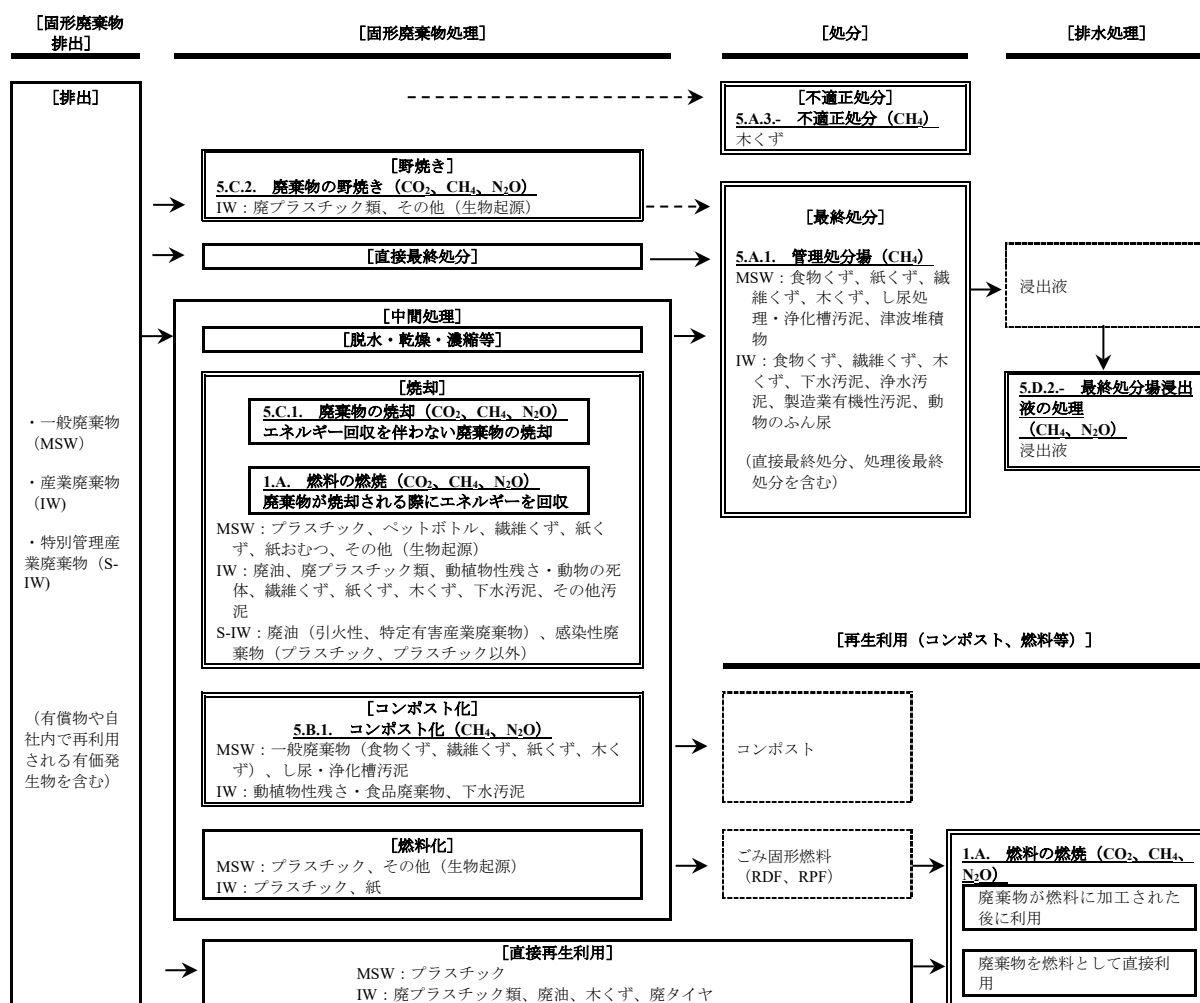 ［固形廃棄物
排出］
［固形廃棄物処理］
［処分］
［排水処理］
［排出］
・一般廃棄物
（MSW）
・産業廃棄物
（IW)
・特別管理産
業廃棄物（S-
IW)
（有償物や自
社内で再利用
される有価発
生物を含む）
［野焼き］
5.C.2.　廃棄物の野焼き（CO₂、CH₄、N₂O）
IW：廃プラスチック類、その他（生物起源）
［直接最終処分］
［中間処理］
［脱水・乾燥・濃縮等］
［焼却］
5.C.1.　廃棄物の焼却（CO₂、CH₄、N₂O）
エネルギー回収を伴わない廃棄物の焼却
1.A.　燃料の燃焼（CO₂、CH₄、N₂O）
廃棄物が焼却される際にエネルギーを回収
MSW：プラスチック、ペットボトル、繊維くず、紙く
ず、紙おむつ、その他（生物起源）
IW：廃油、廃プラスチック類、動植物性残さ・動物の死
体、繊維くず、紙くず、木くず、下水汚泥、その他汚
泥
S-IW：廃油（引火性、特定有害産業廃棄物）、感染性廃
棄物（プラスチック、プラスチック以外）
［コンポスト化］
5.B.1.　コンポスト化（CH₄、N₂O）
MSW：一般廃棄物（食物くず、繊維くず、紙くず、木く
ず）、し尿・浄化槽汚泥
IW：動植物性残さ・食品廃棄物、下水汚泥
［燃料化］
MSW：プラスチック、その他（生物起源）
IW：プラスチック、紙
［直接再生利用］
MSW：プラスチック
IW：廃プラスチック類、廃油、木くず、廃タイヤ
［不適正処分］
5.A.3.-　不適正処分（CH₄）
木くず
［最終処分］
5.A.1.　管理処分場（CH₄）
MSW：食物くず、紙くず、繊
維くず、木くず、し尿処
理・浄化槽汚泥、津波堆積
物
IW：食物くず、繊維くず、木
くず、下水汚泥、浄水汚
泥、製造業有機性汚泥、動
物のふん尿
（直接最終処分、処理後最終
処分を含む）
浸出液
5.D.2.-　最終処分場浸出
液の処理
（CH₄、N₂O）
浸出液
［再生利用（コンポスト、燃料等）］
コンポスト
ごみ固形燃料
（RDF、RPF）
1.A.　燃料の燃焼（CO₂、CH₄、
N₂O）
廃棄物が燃料に加工された
後に利用
廃棄物を燃料として直接利
用